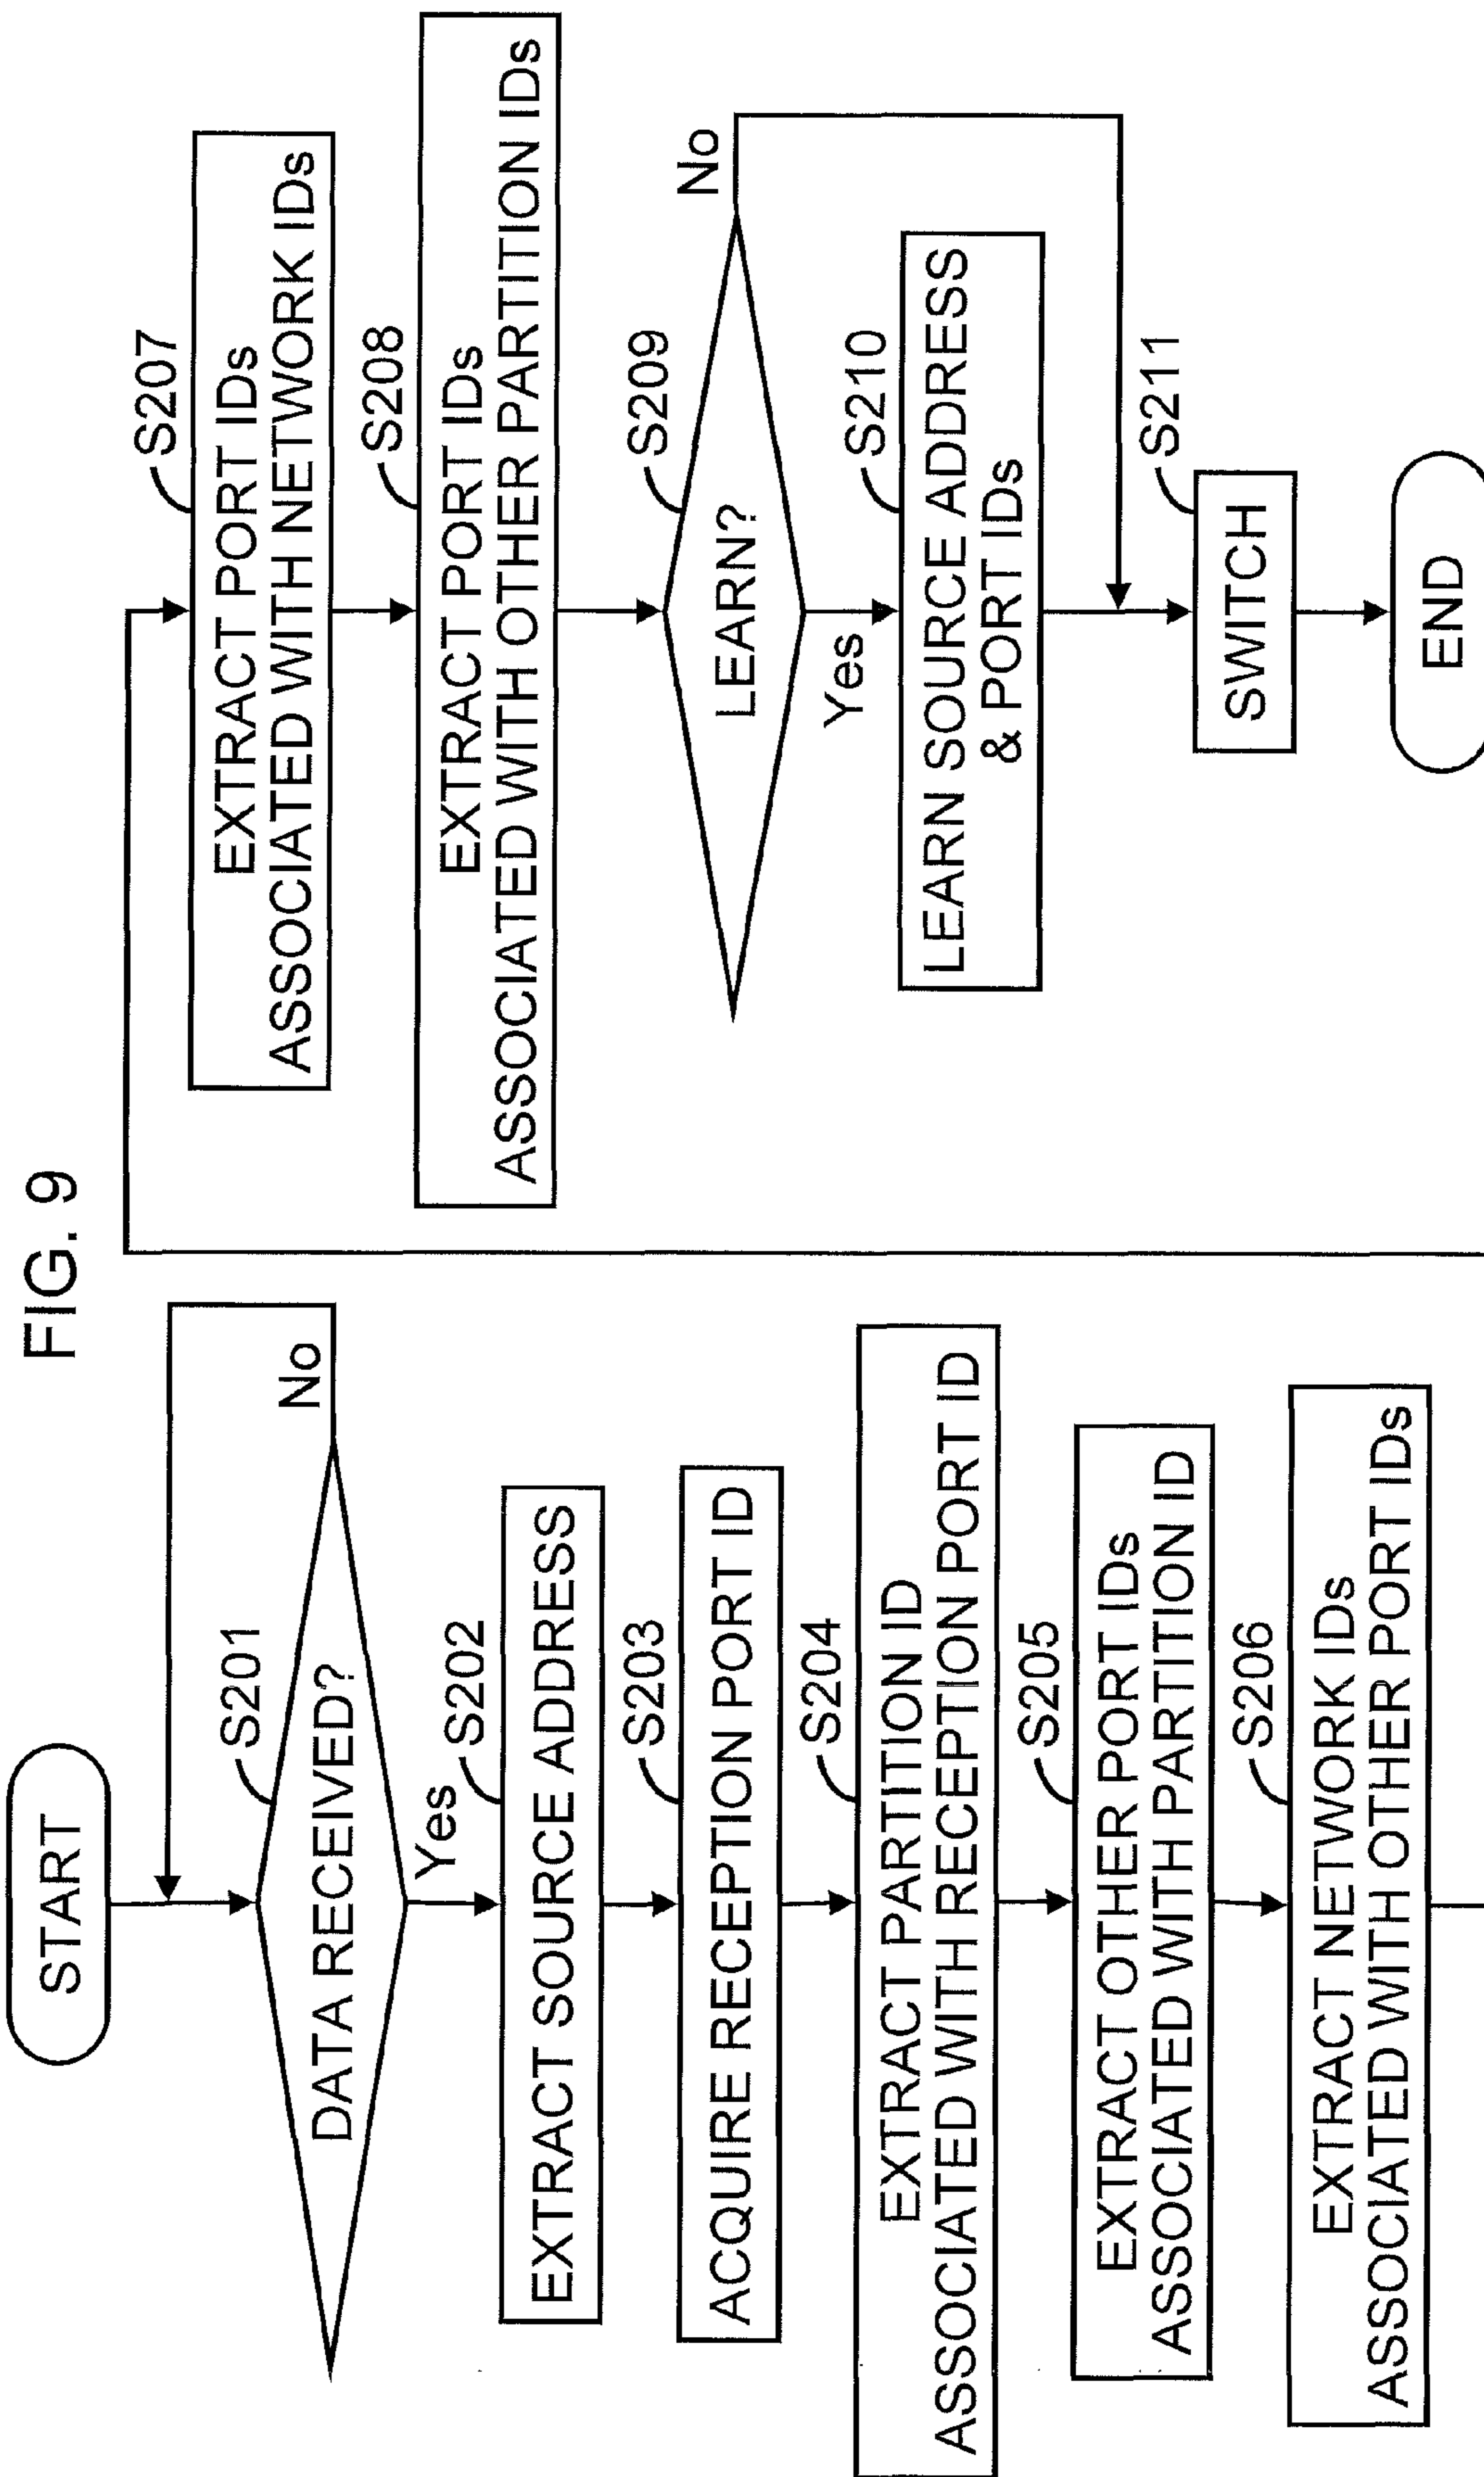 FIG. 9
START
DATA RECEIVED?
S201
No
Yes
S202
EXTRACT SOURCE ADDRESS
S203
ACQUIRE RECEPTION PORT ID
S204
EXTRACT PARTITION ID
ASSOCIATED WITH RECEPTION PORT ID
S205
EXTRACT OTHER PORT IDs
ASSOCIATED WITH PARTITION ID
S206
EXTRACT NETWORK IDs
ASSOCIATED WITH OTHER PORT IDs
S207
EXTRACT PORT IDs
ASSOCIATED WITH NETWORK IDs
S208
EXTRACT PORT IDs
ASSOCIATED WITH OTHER PARTITION IDs
S209
LEARN?
No
Yes
S210
LEARN SOURCE ADDRESS
& PORT IDs
S211
SWITCH
END